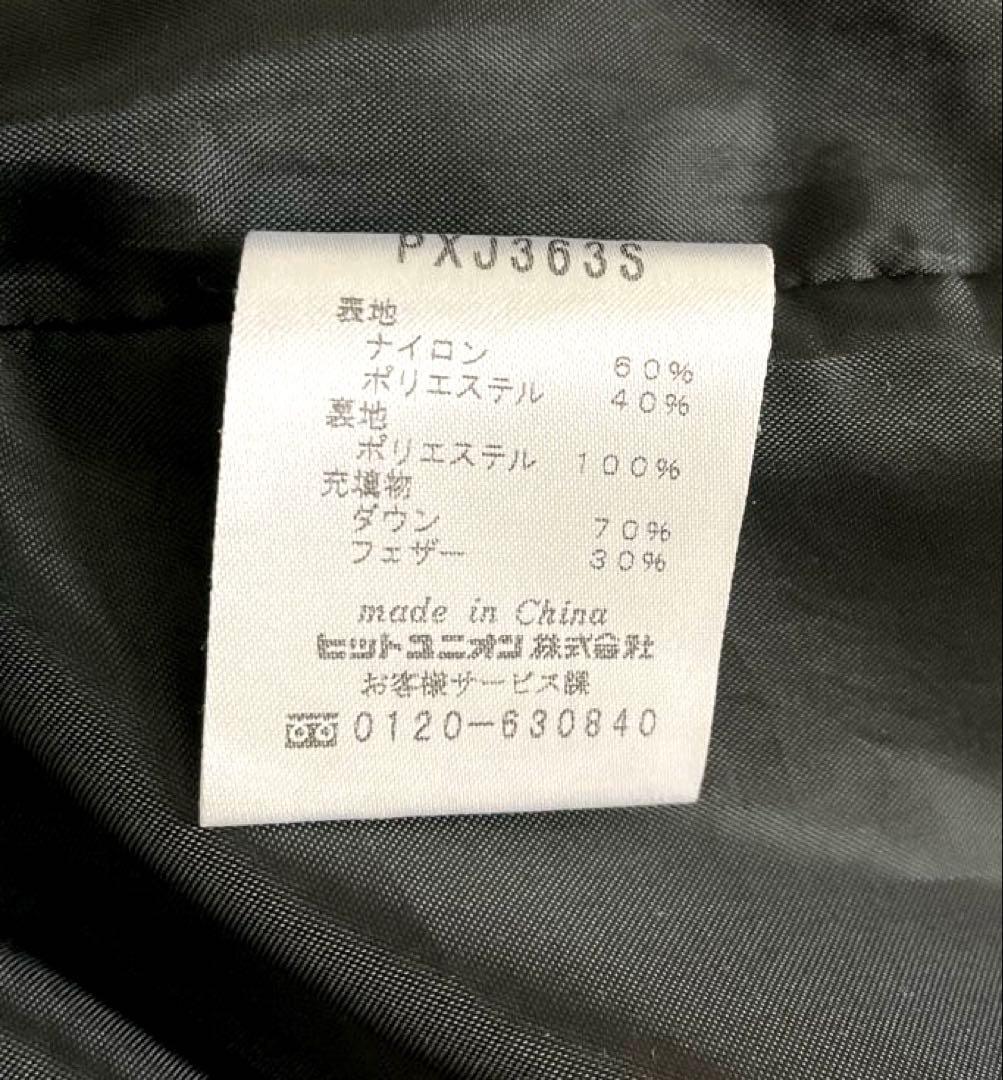 PXJ363S
表地
ナイロン 60%
ポリエステル 40%
裏地
ポリエステル 100%
充填物
ダウン 70%
フェザー 30%
made in China
ヒットユニオン株式会社
お客様サービス課
0120-630840